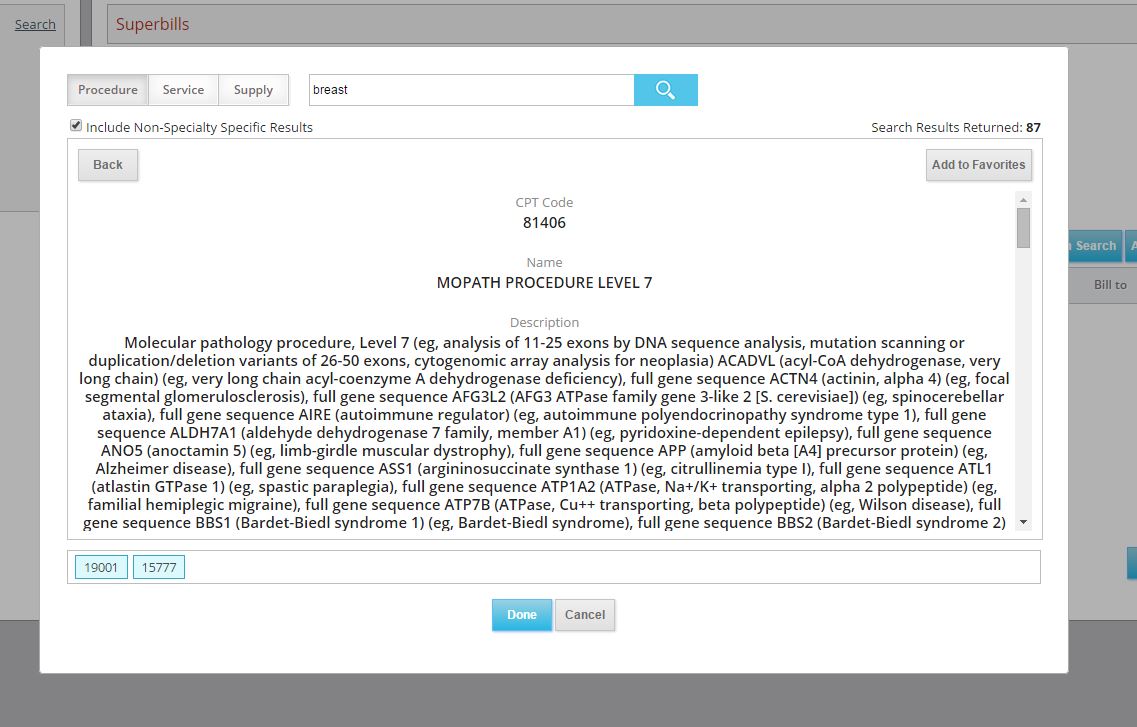 Search
Superbills
Procedure Service Supply breast
Include Non-Specialty Specific Results Search Results Returned: 87
Back Add to Favorites
CPT Code
81406
Name
MOPATH PROCEDURE LEVEL 7
Description
Molecular pathology procedure, Level 7 (eg, analysis of 11-25 exons by DNA sequence analysis, mutation scanning or
duplication/deletion variants of 26-50 exons, cytogenomic array analysis for neoplasia) ACADVL (acyl-CoA dehydrogenase, very
long chain) (eg, very long chain acyl-coenzyme A dehydrogenase deficiency), full gene sequence ACTN4 (actinin, alpha 4) (eg, focal
segmental glomerulosclerosis), full gene sequence AFG3L2 (AFG3 ATPase family gene 3-like 2 [S. cerevisiae]) (eg, spinocerebellar
ataxia), full gene sequence AIRE (autoimmune regulator) (eg, autoimmune polyendocrinopathy syndrome type 1), full gene
sequence ALDH7A1 (aldehyde dehydrogenase 7 family, member A1) (eg, pyridoxine-dependent epilepsy), full gene sequence
ANO5 (anoctamin 5) (eg, limb-girdle muscular dystrophy), full gene sequence APP (amyloid beta [A4] precursor protein) (eg,
Alzheimer disease), full gene sequence ASS1 (argininosuccinate synthase 1) (eg, citrullinemia type I), full gene sequence ATL1
(atlastin GTPase 1) (eg, spastic paraplegia), full gene sequence ATP1A2 (ATPase, Na+/K+ transporting, alpha 2 polypeptide) (eg,
familial hemiplegic migraine), full gene sequence ATP7B (ATPase, Cu++ transporting, beta polypeptide) (eg, Wilson disease), full
gene sequence BBS1 (Bardet-Biedl syndrome 1) (eg, Bardet-Biedl syndrome), full gene sequence BBS2 (Bardet-Biedl syndrome 2)
Search
Bill to
19001 15777
Done Cancel